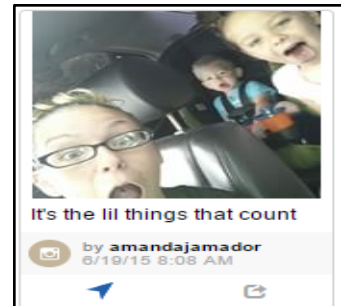 It's the lil things that count
by amandajamador
6/19/15 8:08 AM